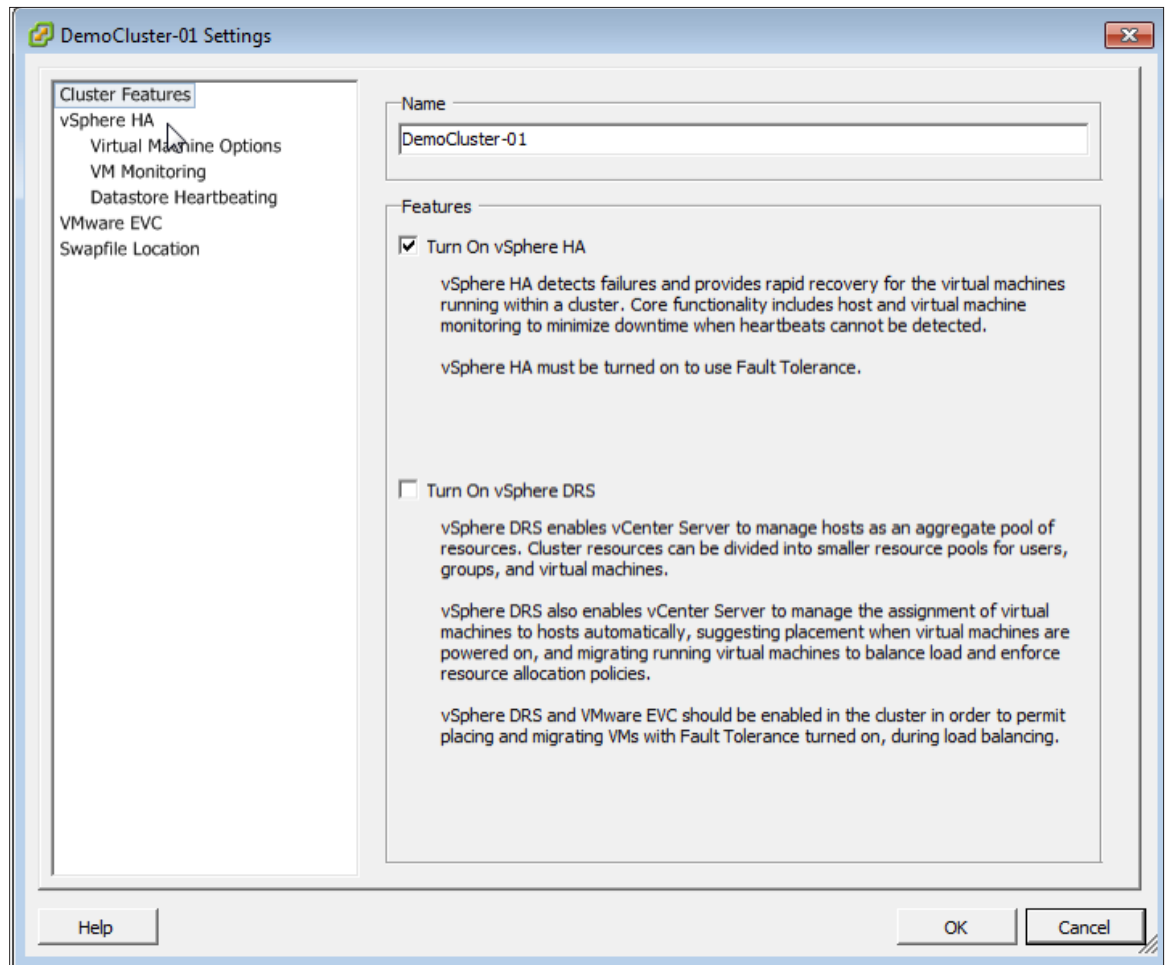 DemoCluster-01 Settings
Cluster Features
vSphere HA
Virtual Machine Options
VM Monitoring
Datastore Heartbeating
VMware EVC
Swapfile Location
Name
DemoCluster-01
Features
Turn On vSphere HA
vSphere HA detects failures and provides rapid recovery for the virtual machines
running within a cluster. Core functionality includes host and virtual machine
monitoring to minimize downtime when heartbeats cannot be detected.
vSphere HA must be turned on to use Fault Tolerance.
Turn On vSphere DRS
vSphere DRS enables vCenter Server to manage hosts as an aggregate pool of
resources. Cluster resources can be divided into smaller resource pools for users,
groups, and virtual machines.
vSphere DRS also enables vCenter Server to manage the assignment of virtual
machines to hosts automatically, suggesting placement when virtual machines are
powered on, and migrating running virtual machines to balance load and enforce
resource allocation policies.
vSphere DRS and VMware EVC should be enabled in the cluster in order to permit
placing and migrating VMs with Fault Tolerance turned on, during load balancing.
Help
OK
Cancel